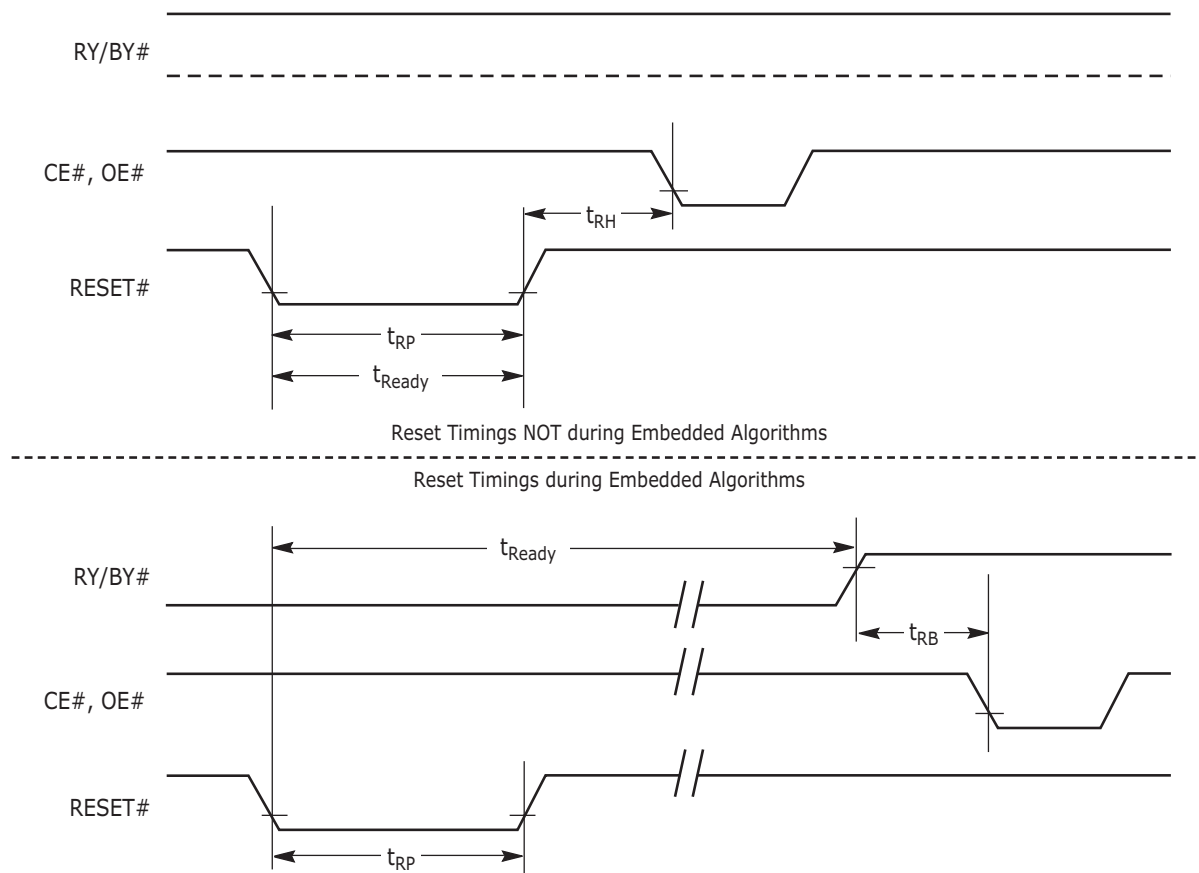 RY/BY#
CE#, OE#
tRH
RESET#
tRP
tReady
Reset Timings NOT during Embedded Algorithms
Reset Timings during Embedded Algorithms
tReady
RY/BY#
tRB
CE#, OE#
RESET#
tRP